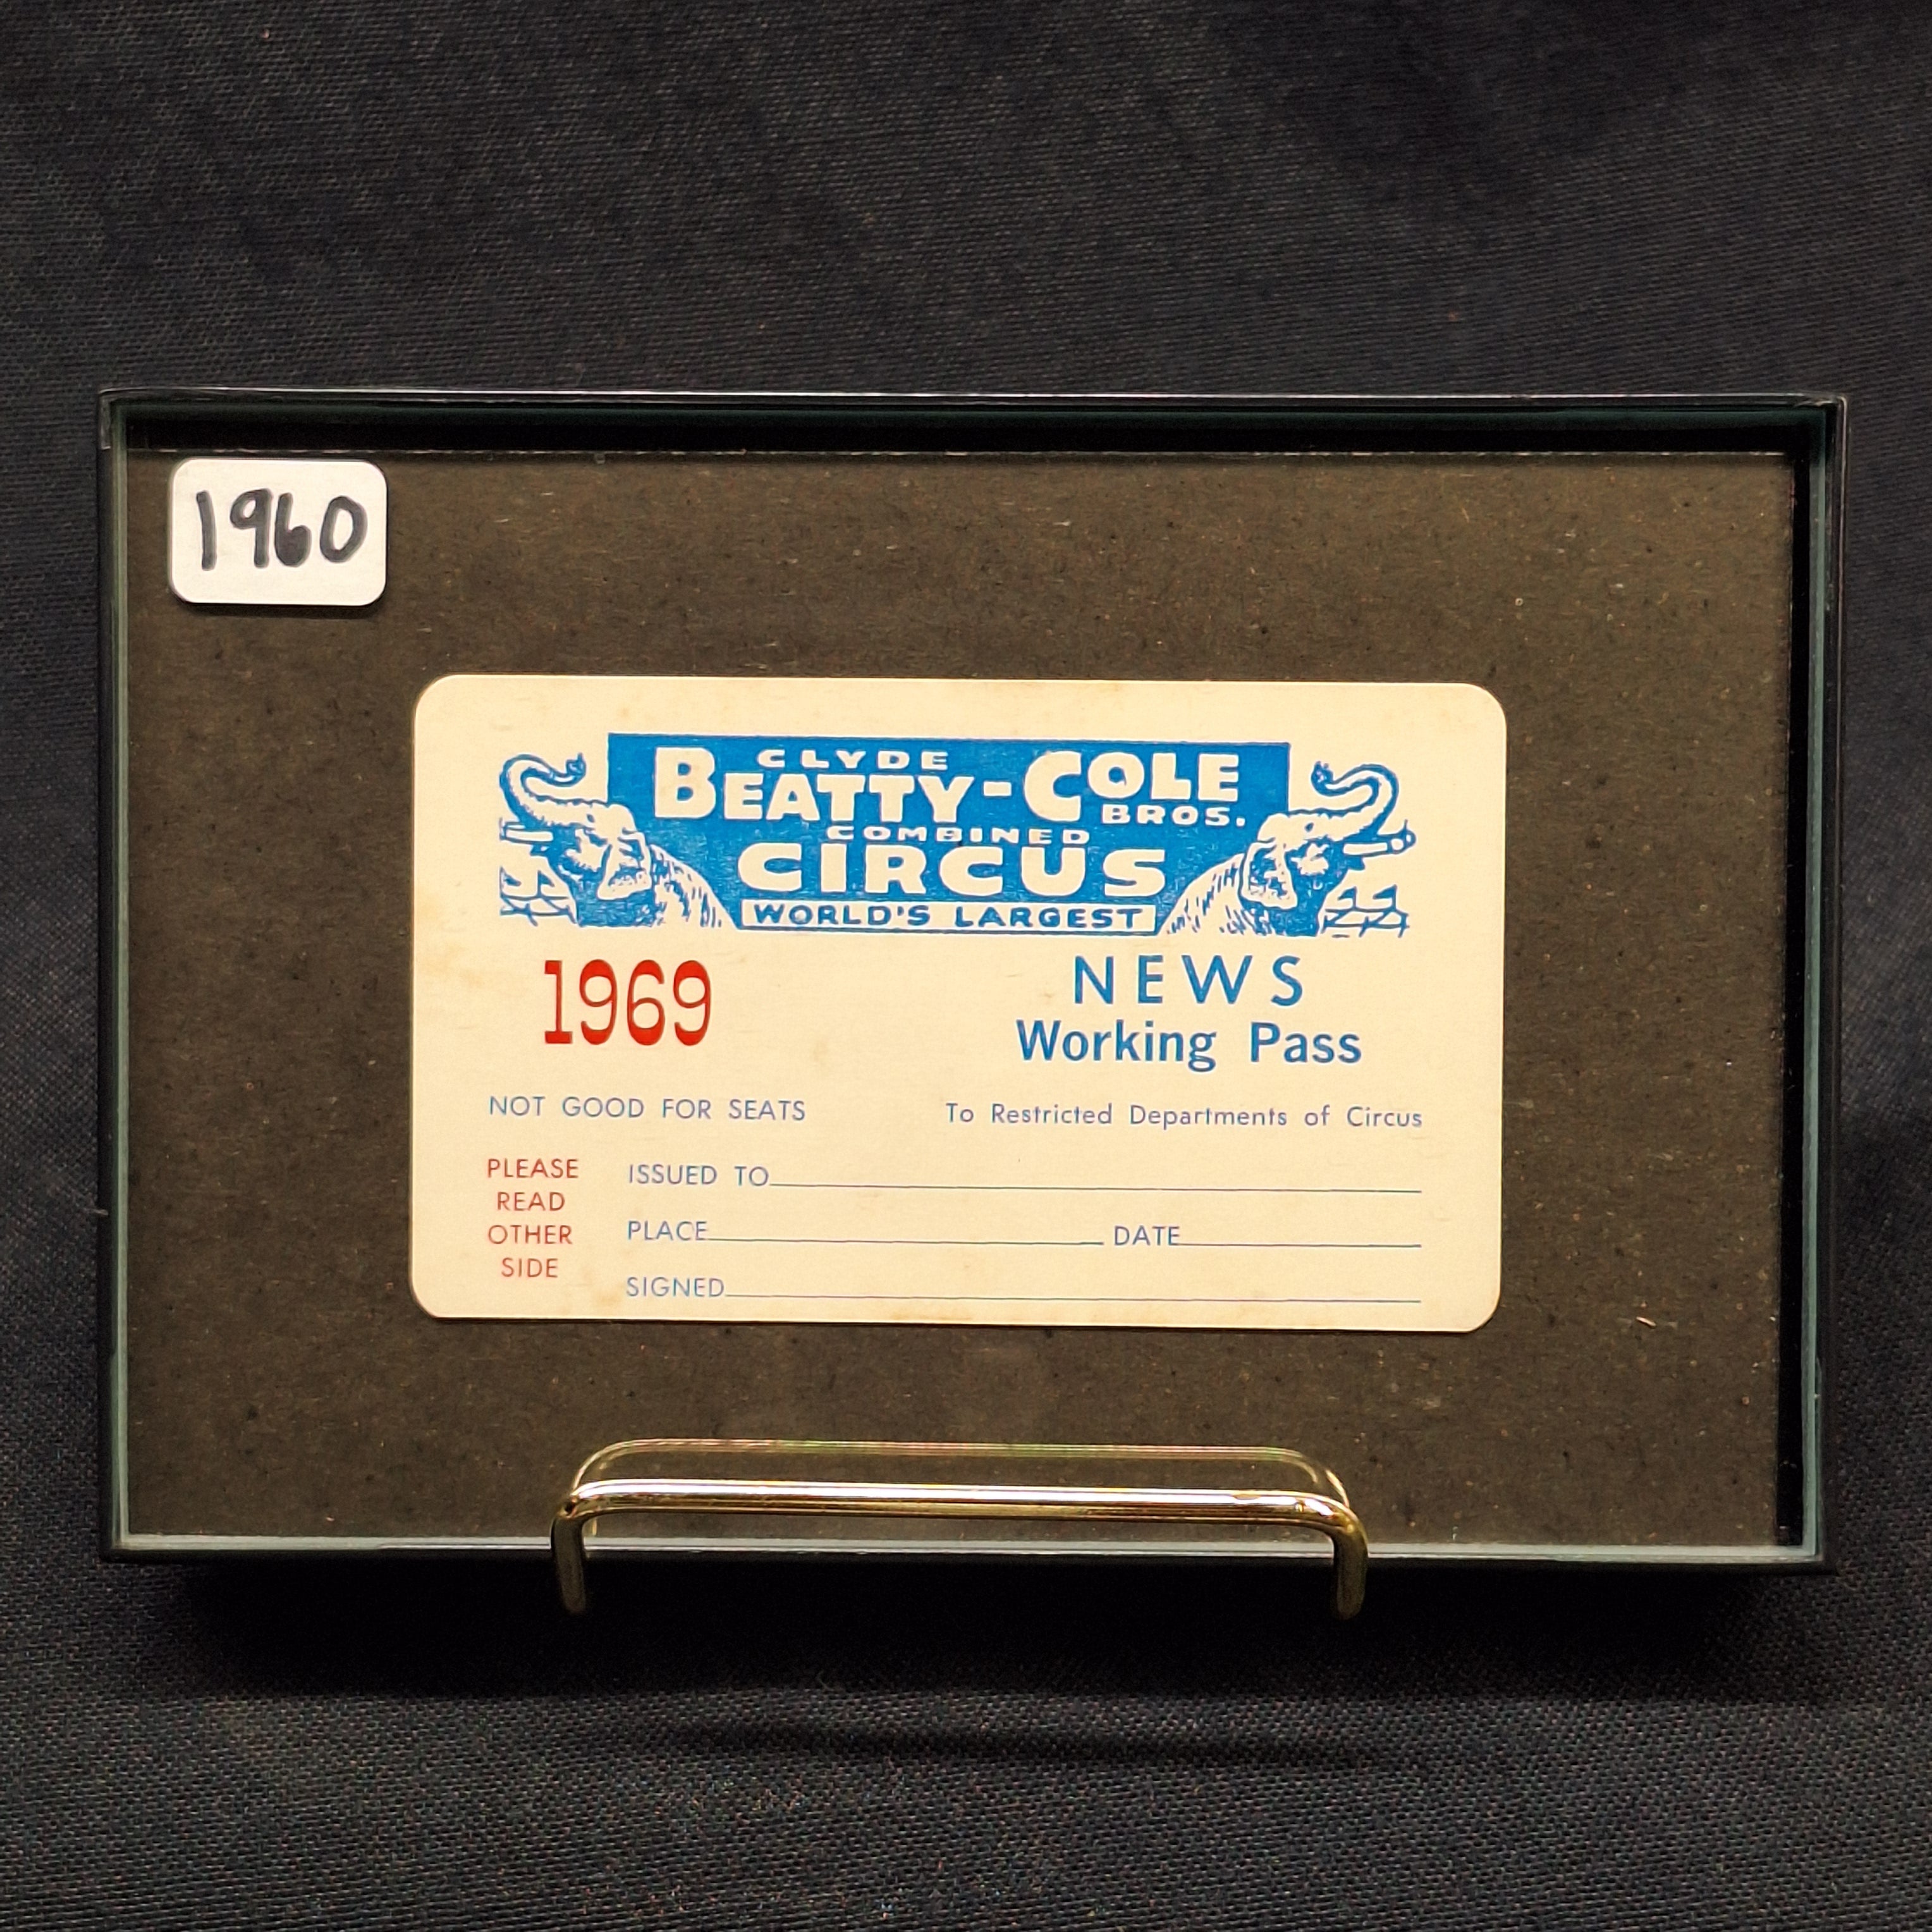 1960
CLYDE
BEATTY-COLE
BROS.
COMBINED
CIRCUS
WORLD'S LARGEST
1969
NEWS
Working Pass
NOT GOOD FOR SEATS
To Restricted Departments of Circus
PLEASE
READ
OTHER
SIDE
ISSUED TO
PLACE DATE
SIGNED